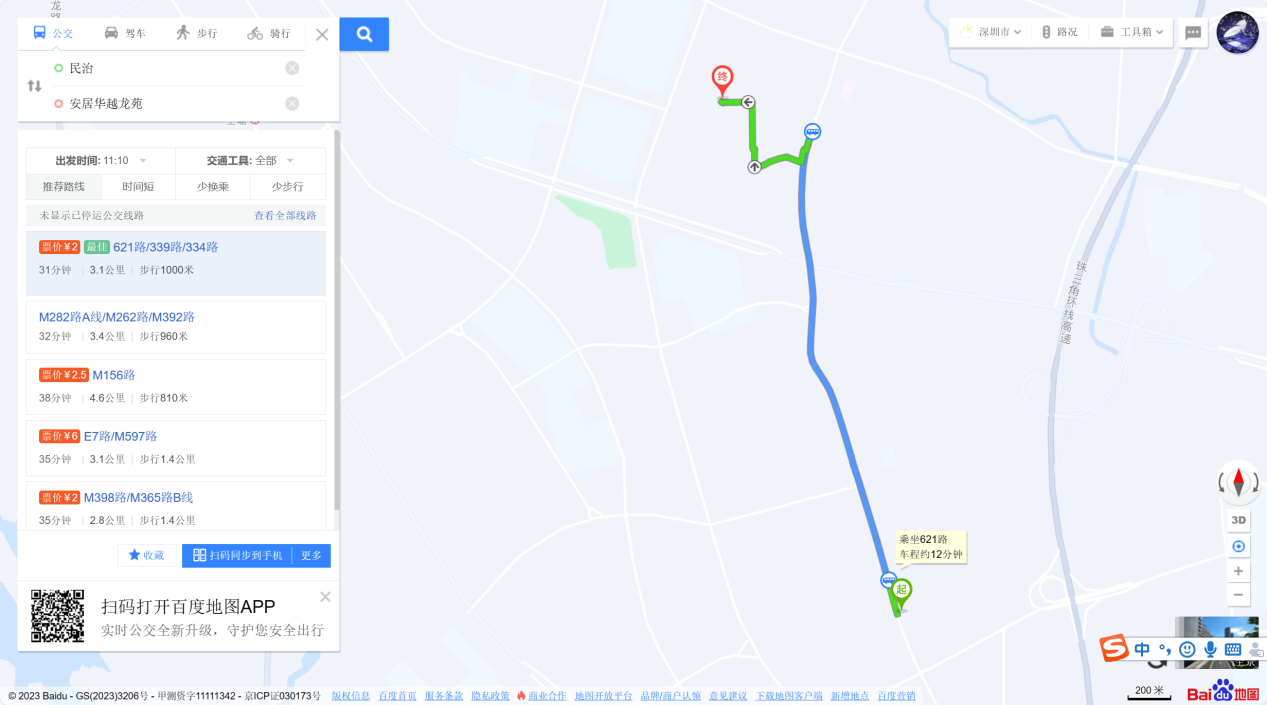 龙
路
公交
驾车
步行
骑行
民治
安居华越龙苑
出发时间: 11:10
交通工具: 全部
推荐路线
时间短
少换乘
少步行
未显示已停运公交线路
查看全部线路
票价¥2 最佳 621路/339路/334路
31分钟 | 3.1公里 | 步行1000米
M282路A线/M262路/M392路
32分钟 | 3.4公里 | 步行960米
票价¥2.5 M156路
38分钟 | 4.6公里 | 步行810米
票价¥6 E7路/M597路
35分钟 | 3.1公里 | 步行1.4公里
票价¥2 M398路/M365路B线
35分钟 | 2.8公里 | 步行1.4公里
收藏
扫码同步到手机
更多
扫码打开百度地图APP
实时公交全新升级，守护您安全出行
深圳市
路况
工具箱
终
珠三角环线高速
乘坐621路
车程约12分钟
起
3D
中
全景
200 米
Bai du 地图
© 2023 Baidu - GS(2023)3206号 - 甲测资字11111342 - 京ICP证030173号 版权信息 百度首页 服务条款 隐私政策 商业合作 地图开放平台 品牌/商户认领 意见建议 下载地图客户端 新增地点 百度营销